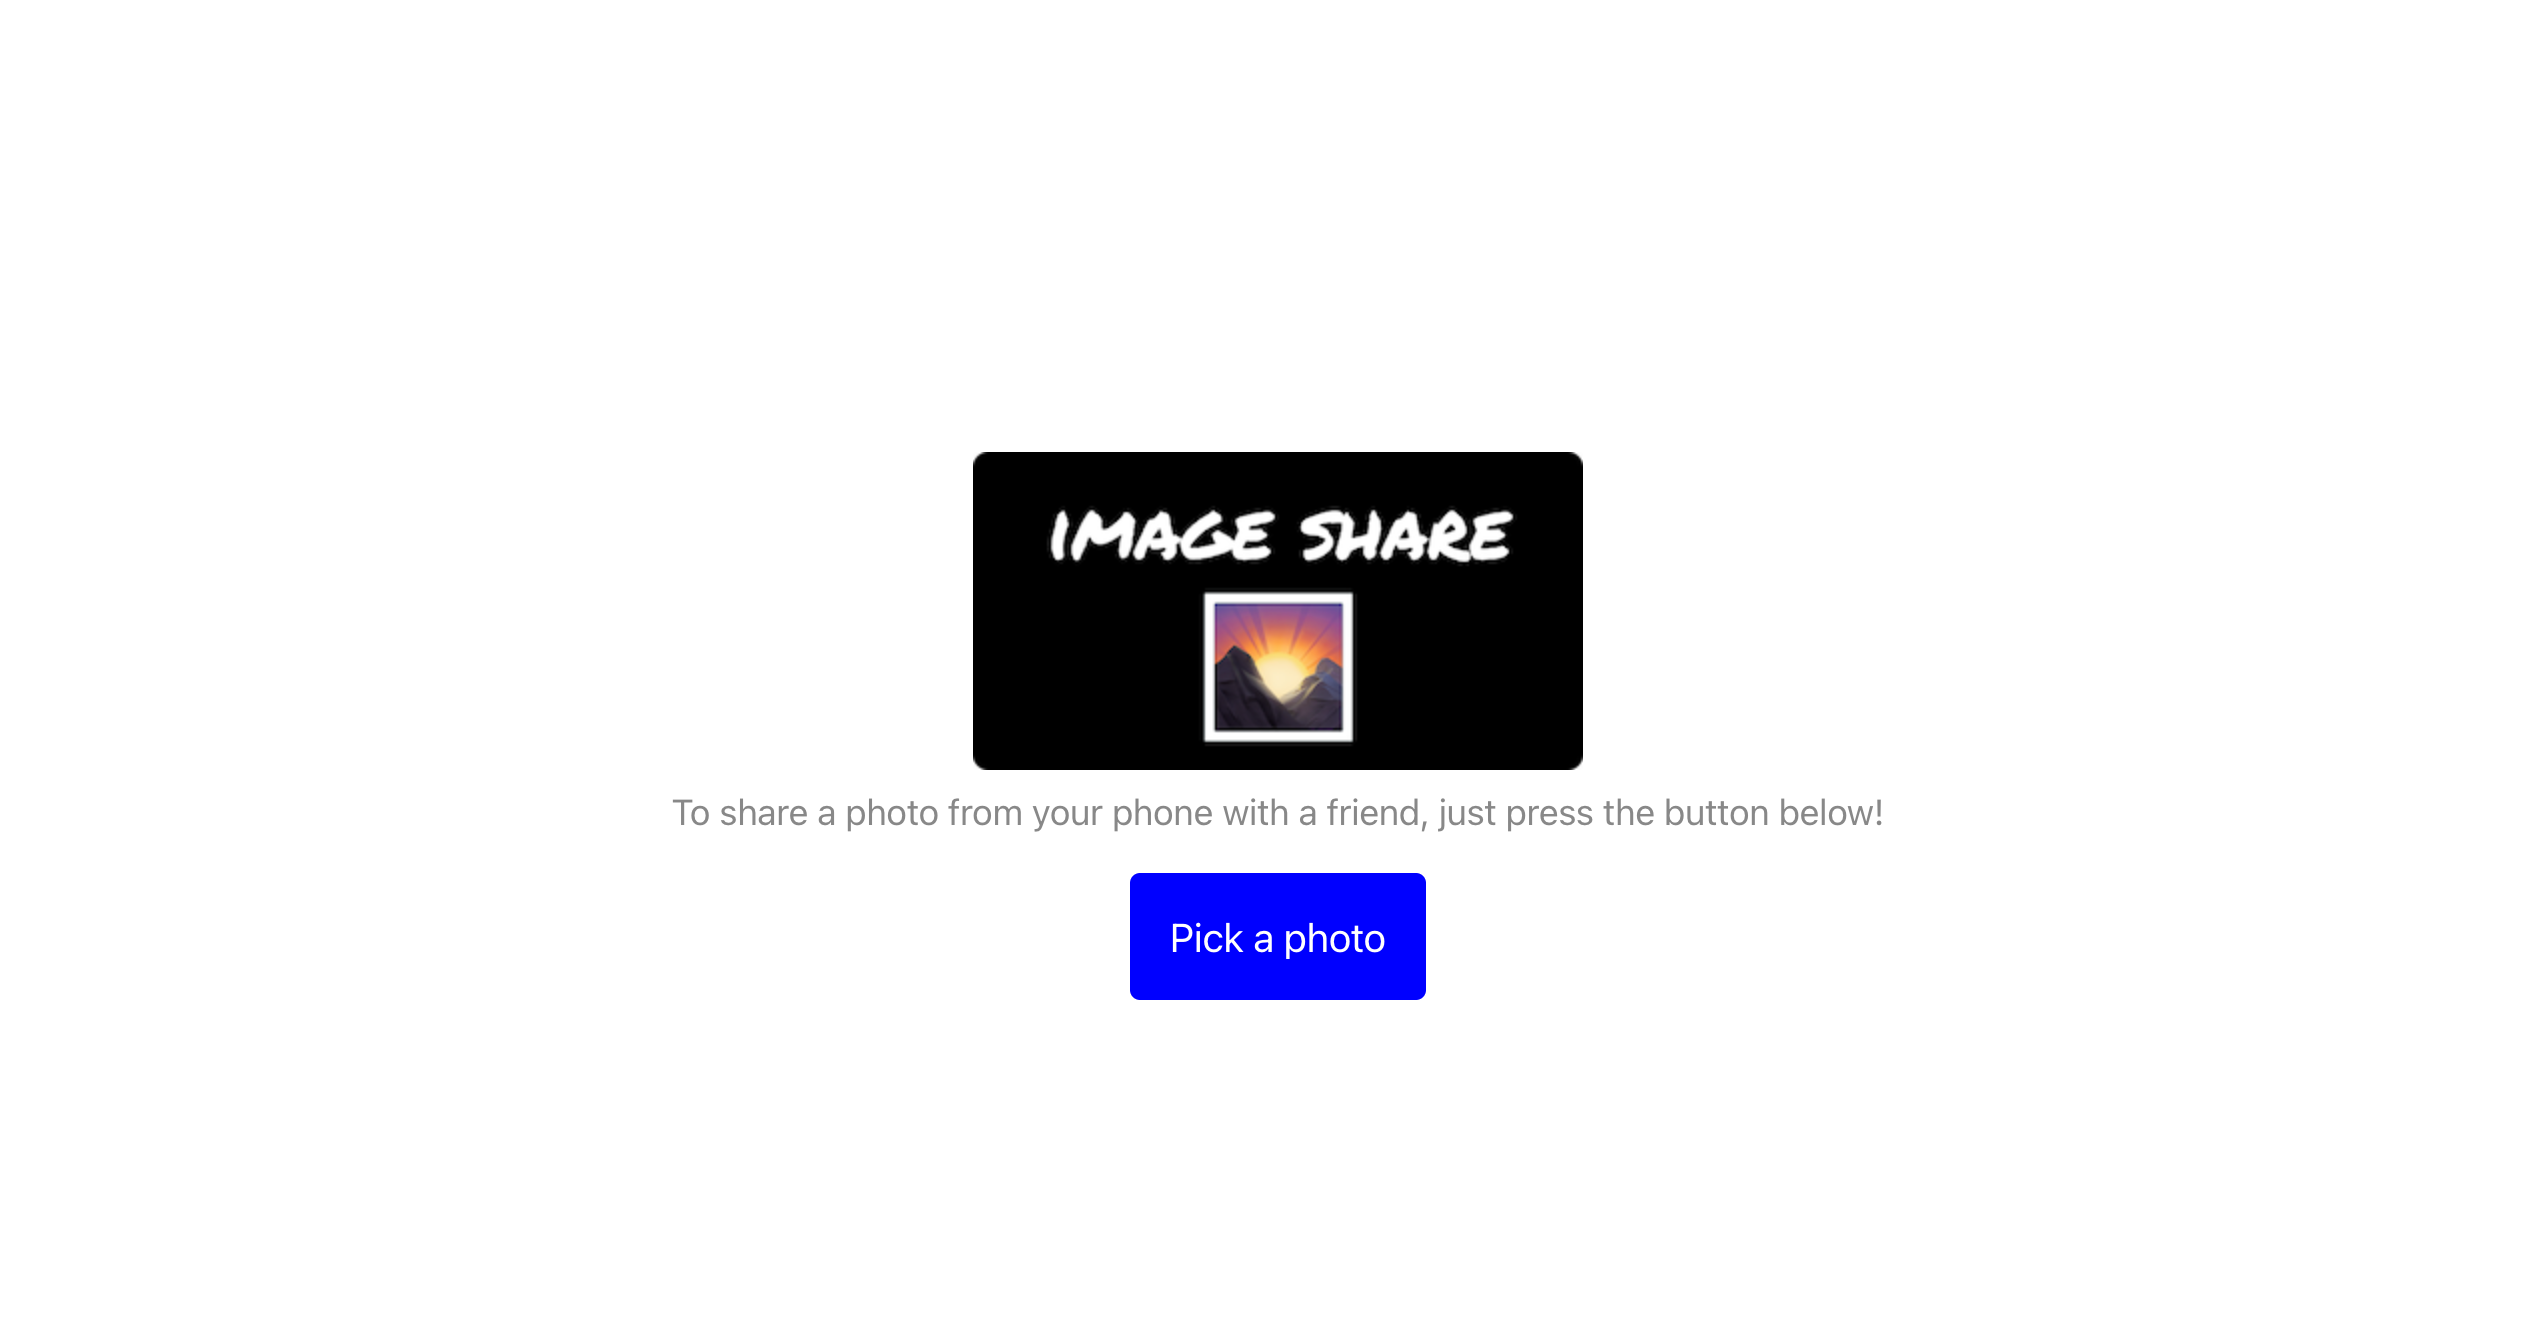 IMAGE SHARE
To share a photo from your phone with a friend, just press the button below!
Pick a photo